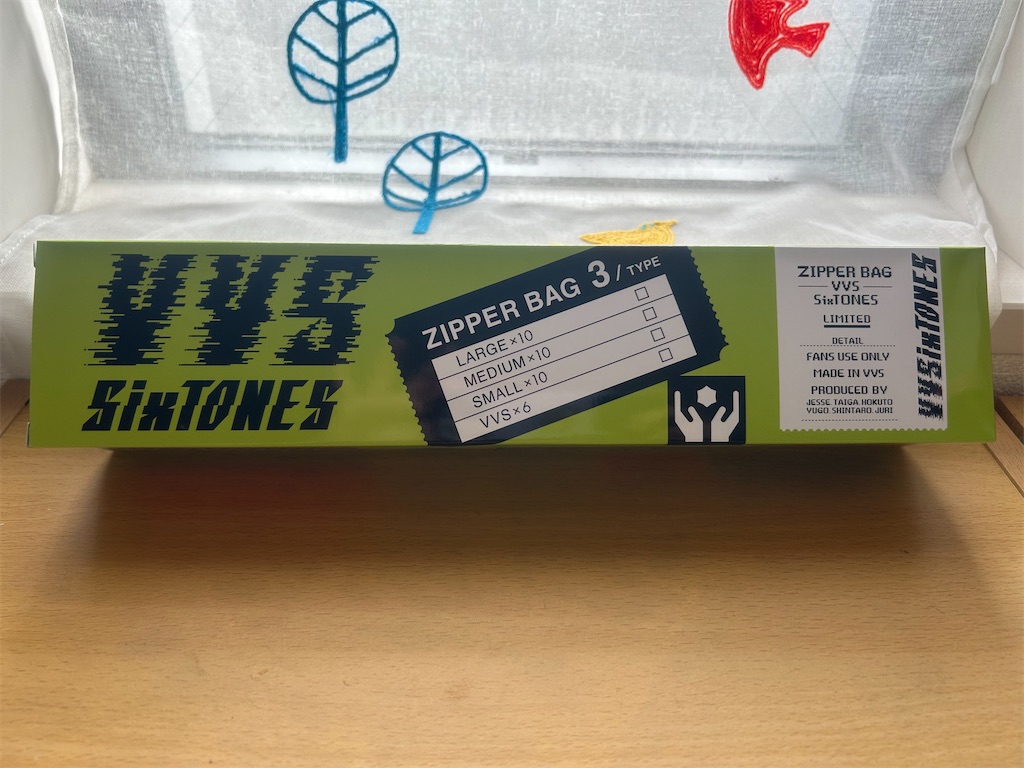 VVS
SixTONES
ZIPPER BAG 3/TYPE
LARGE×10
MEDIUM×10
SMALL×10
VVS×6
ZIPPER BAG
VVS
SixTONES
LIMITED
DETAIL
FANS USE ONLY
MADE IN VVS
PRODUCED BY
JESSE. TAIGA. HOKUTO
YUGO. SHINTARO. JURI
VVSSixTONES